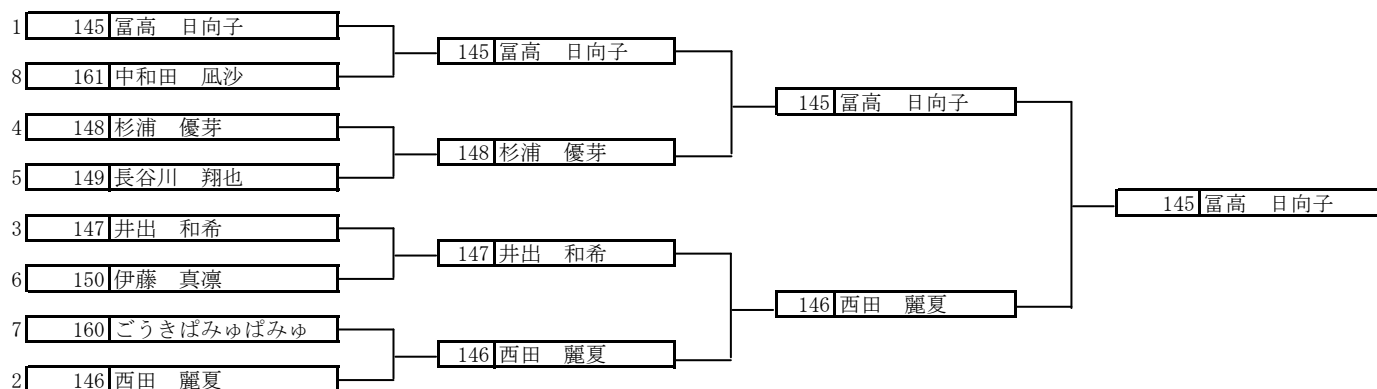 1 145 冨高　日向子
8 161 中和田　凪沙
4 148 杉浦　優芽
5 149 長谷川　翔也
3 147 井出　和希
6 150 伊藤　真凛
7 160 ごうきぱみゅぱみゅ
2 146 西田　麗夏
145 冨高　日向子
148 杉浦　優芽
147 井出　和希
146 西田　麗夏
145 冨高　日向子
146 西田　麗夏
145 冨高　日向子